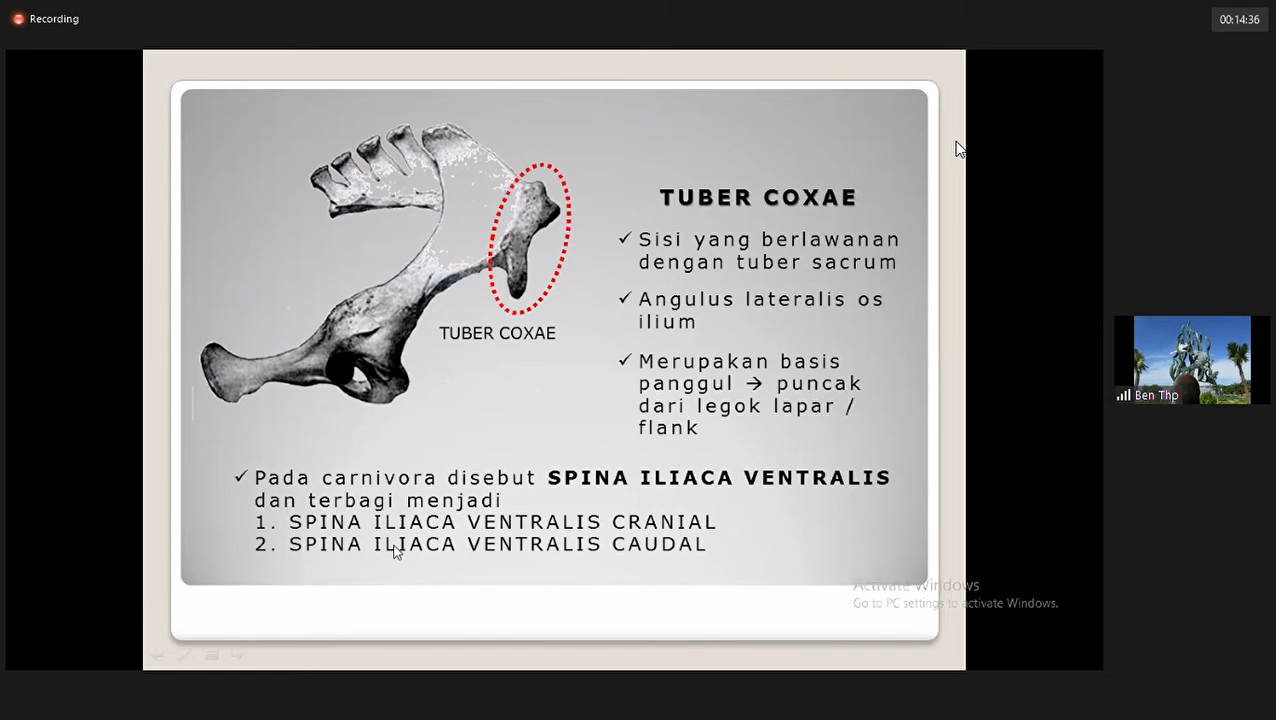 Recording
00:14:36
TUBER COXAE
✓ Sisi yang berlawanan
dengan tuber sacrum
✓ Angulus lateralis os
ilium
✓ Merupakan basis
panggul → puncak
dari legok lapar /
flank
TUBER COXAE
✓ Pada carnivora disebut SPINA ILIACA VENTRALIS
dan terbagi menjadi
1. SPINA ILIACA VENTRALIS CRANIAL
2. SPINA ILIACA VENTRALIS CAUDAL
Ben Thp
Activate Windows
Go to PC settings to activate Windows.